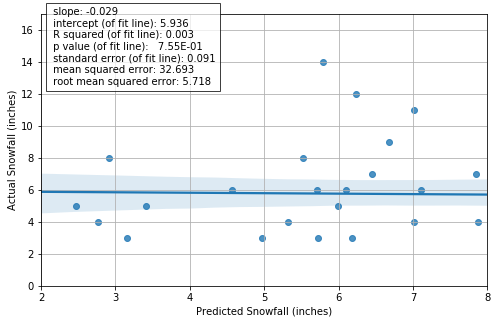 slope: -0.029
intercept (of fit line): 5.936
R squared (of fit line): 0.003
p value (of fit line):   7.55E-01
standard error (of fit line): 0.091
mean squared error: 32.693
root mean squared error: 5.718
16
14
12
10
8
6
4
2
0
Actual Snowfall (inches)
2 3 4 5 6 7 8
Predicted Snowfall (inches)